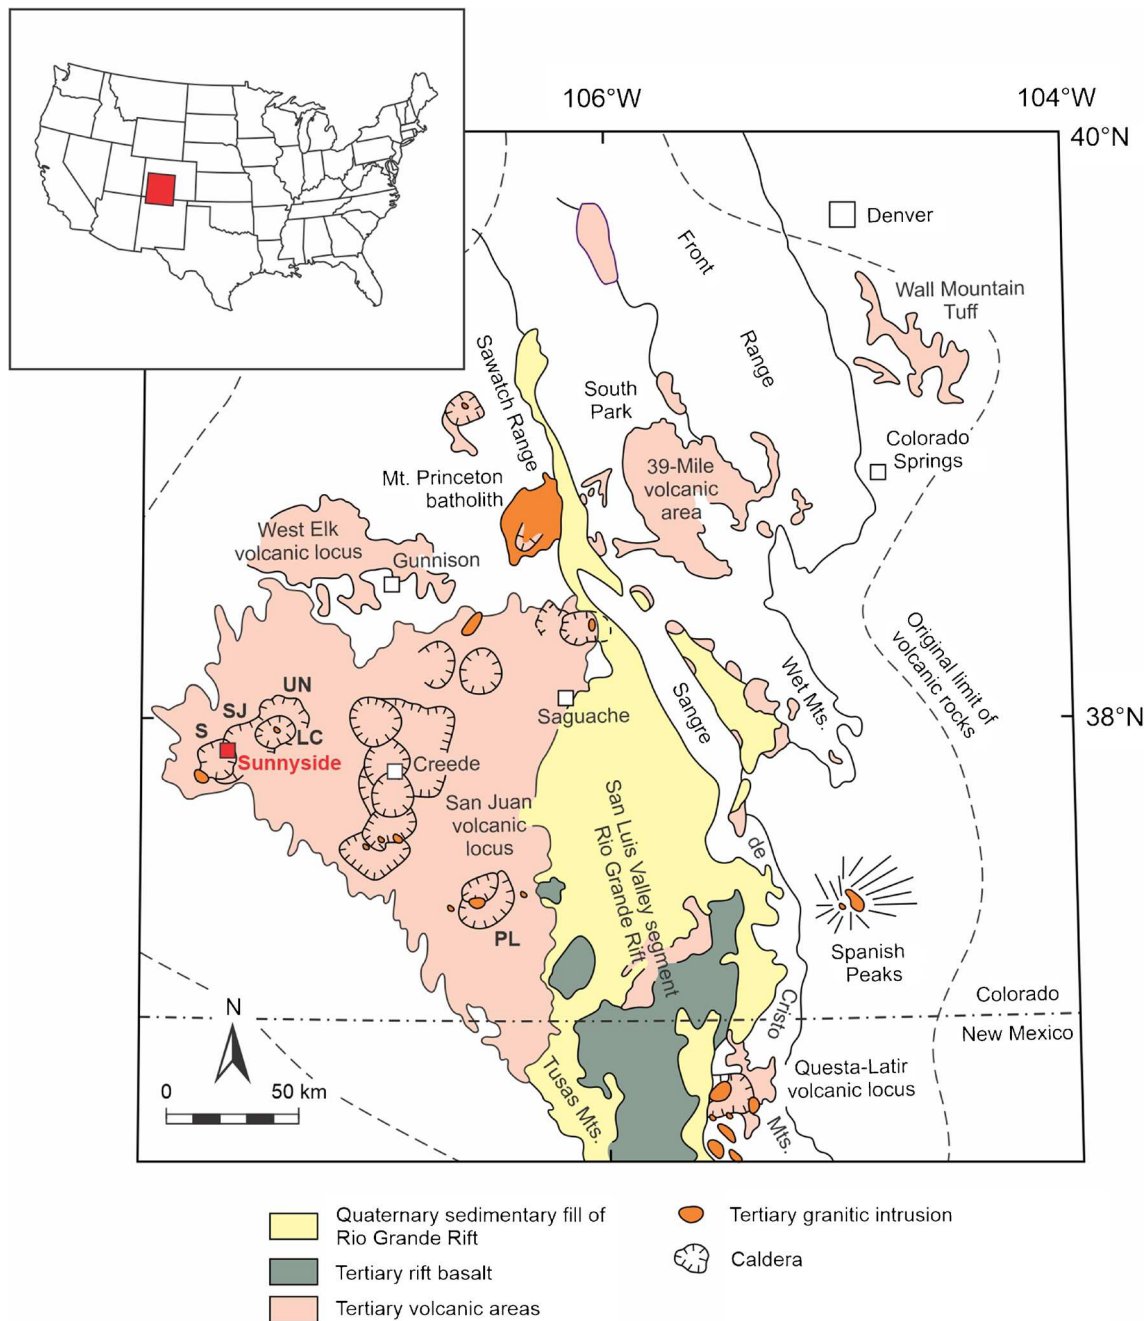 106°W
104°W
40°N
Denver
Front
Range
Wall Mountain
Tuff
Sawatch Range
South
Park
Colorado
Springs
39-Mile
volcanic
area
Mt. Princeton
batholith
West Elk
volcanic locus
Gunnison
Original limit of
volcanic rocks
Wet Mts.
Sangre
UN
SJ
S
LC
Saguache
38°N
Sunnyside
Creede
San Juan
volcanic
locus
San Luis Valley segment
Rio Grande Rift
de
PL
Spanish
Peaks
Cristo
Colorado
New Mexico
N
0
50 km
Tusas Mts.
Questa-Latir
volcanic locus
Mts.
Quaternary sedimentary fill of
Rio Grande Rift
Tertiary rift basalt
Tertiary volcanic areas
Tertiary granitic intrusion
Caldera